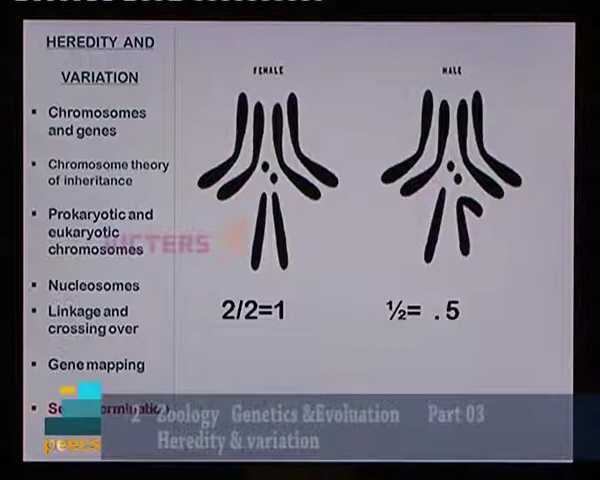 HEREDITY AND
VARIATION
▪ Chromosomes
and genes
▪ Chromosome theory
of inheritance
▪ Prokaryotic and
eukaryotic
chromosomes
▪ Nucleosomes
▪ Linkage and
crossing over
▪ Gene mapping
FEMALE
MALE
2/2=1
½= .5
VICTERS
Zoology Genetics &Evoluation Part 03
Heredity & variation
peecs